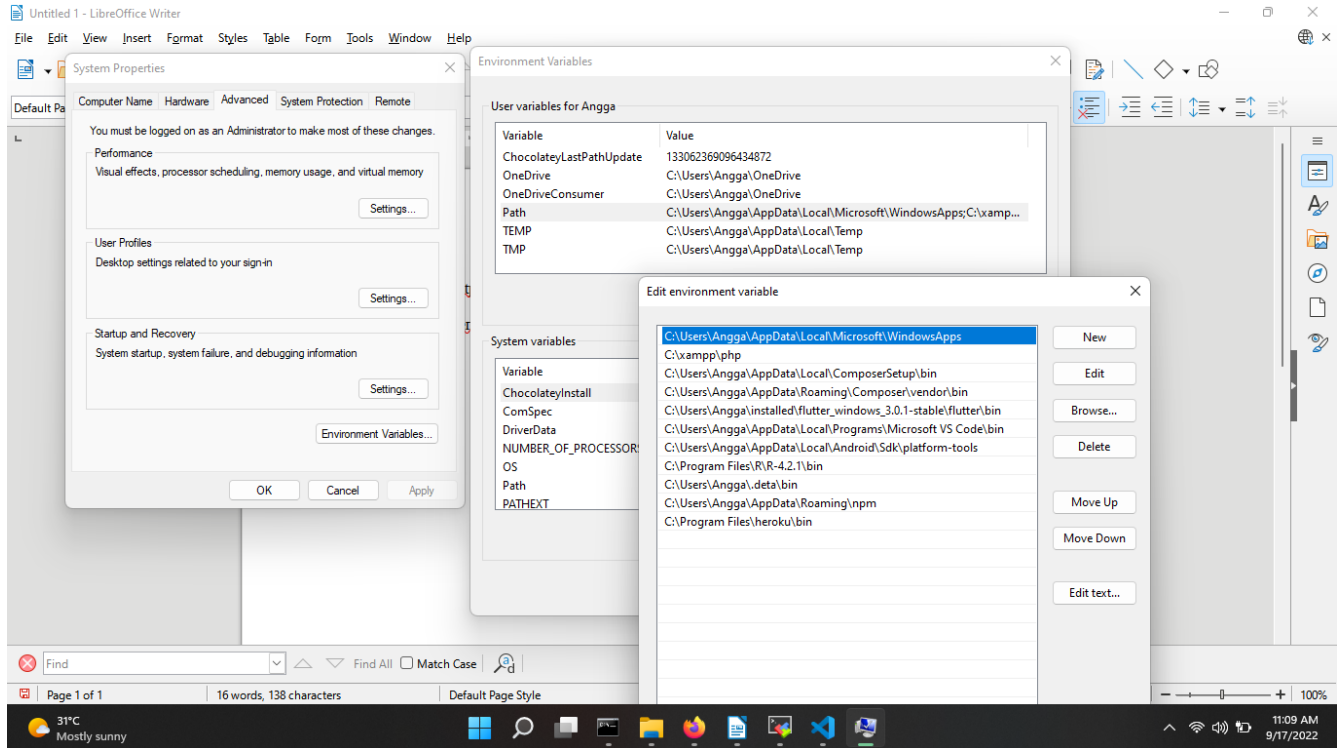 Untitled 1 - LibreOffice Writer
File Edit View Insert Format Styles Table Form Tools Window Help
Default Pa
System Properties
Computer Name Hardware Advanced System Protection Remote
You must be logged on as an Administrator to make most of these changes.
Performance
Visual effects, processor scheduling, memory usage, and virtual memory
Settings...
User Profiles
Desktop settings related to your sign-in
Settings...
Startup and Recovery
System startup, system failure, and debugging information
Settings...
Environment Variables...
OK Cancel Apply
Environment Variables
User variables for Angga
Variable Value
ChocolateyLastPathUpdate 133062369096434872
OneDrive C:\Users\Angga\OneDrive
OneDriveConsumer C:\Users\Angga\OneDrive
Path C:\Users\Angga\AppData\Local\Microsoft\WindowsApps;C:\xamp...
TEMP C:\Users\Angga\AppData\Local\Temp
TMP C:\Users\Angga\AppData\Local\Temp
System variables
Variable
ChocolateyInstall
ComSpec
DriverData
NUMBER_OF_PROCESSORS
OS
Path
PATHEXT
Edit environment variable
C:\Users\Angga\AppData\Local\Microsoft\WindowsApps
C:\xampp\php
C:\Users\Angga\AppData\Local\ComposerSetup\bin
C:\Users\Angga\AppData\Roaming\Composer\vendor\bin
C:\Users\Angga\installed\flutter_windows_3.0.1-stable\flutter\bin
C:\Users\Angga\AppData\Local\Programs\Microsoft VS Code\bin
C:\Users\Angga\AppData\Local\Android\Sdk\platform-tools
C:\Program Files\R\R-4.2.1\bin
C:\Users\Angga\.deta\bin
C:\Users\Angga\AppData\Roaming\npm
C:\Program Files\heroku\bin
New
Edit
Browse...
Delete
Move Up
Move Down
Edit text...
Find Find All Match Case
Page 1 of 1 16 words, 138 characters Default Page Style 100%
31°C
Mostly sunny
11:09 AM
9/17/2022